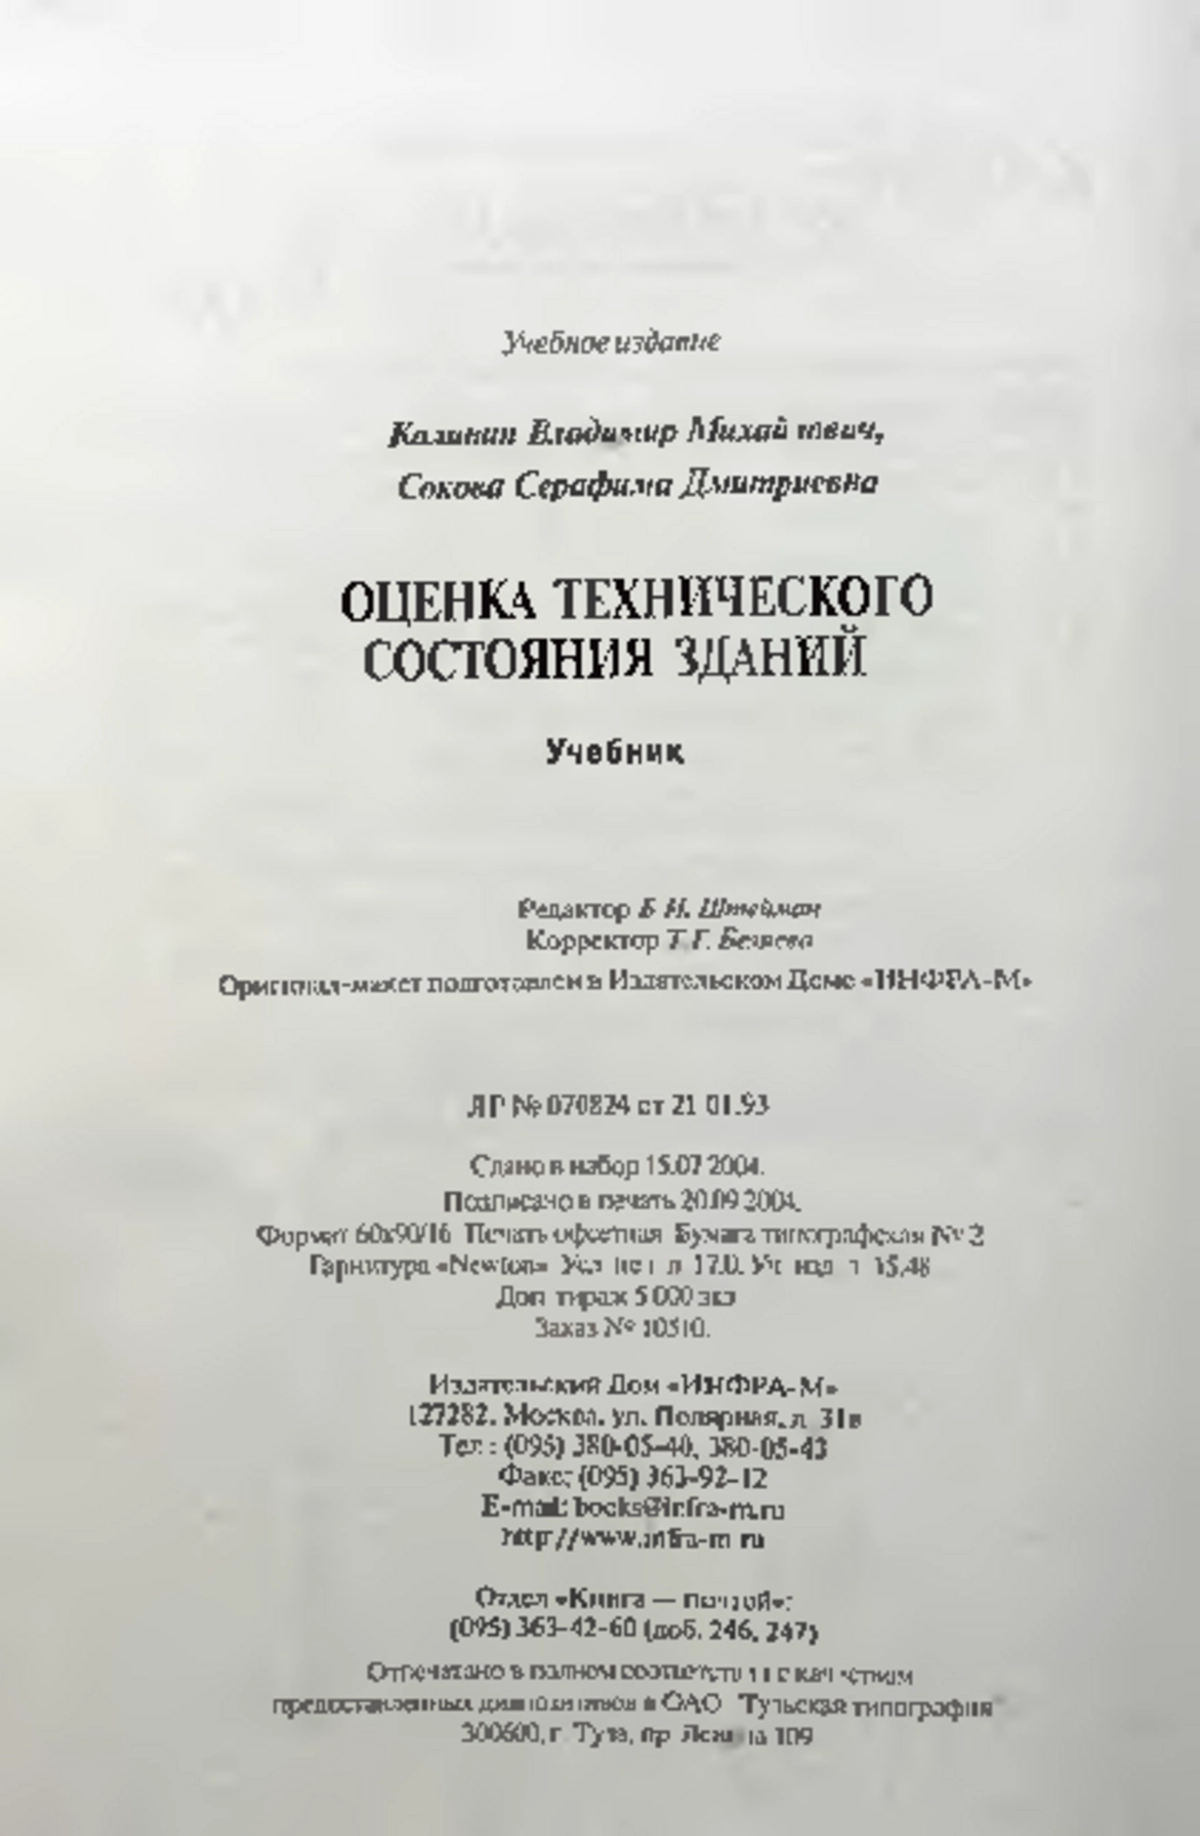 Учебное издание
Калинин Владимир Михайлович,
Сокова Серафима Дмитриевна
ОЦЕНКА ТЕХНИЧЕСКОГО
СОСТОЯНИЯ ЗДАНИЙ
Учебник
Редактор Б. И. Штейман
Корректор Т. Г. Беляева
Оригинал-макет подготовлен в Издательском Доме «ИНФРА-М»
ЛР № 070824 от 21.01.93
Сдано в набор 15.07.2004.
Подписано в печать 20.09.2004.
Формат 60x90/16. Печать офсетная. Бумага типографская № 2
Гарнитура «Newton». Усл. печ. л. 17.0. Уч. изд. л. 15,48
Доп. тираж 5 000 экз.
Заказ № 10510.
Издательский Дом «ИНФРА-М»
127282, Москва, ул. Полярная, д. 31в
Тел.: (095) 380-05-40, 380-05-43
Факс: (095) 363-92-12
E-mail: books@infra-m.ru
http://www.infra-m.ru
Отдел «Книга — почтой»:
(095) 363-42-60 (доб. 246, 247)
Отпечатано в полном соответствии с качеством
предоставленных диапозитивов в ОАО "Тульская типография"
300600, г. Тула, пр. Ленина 109